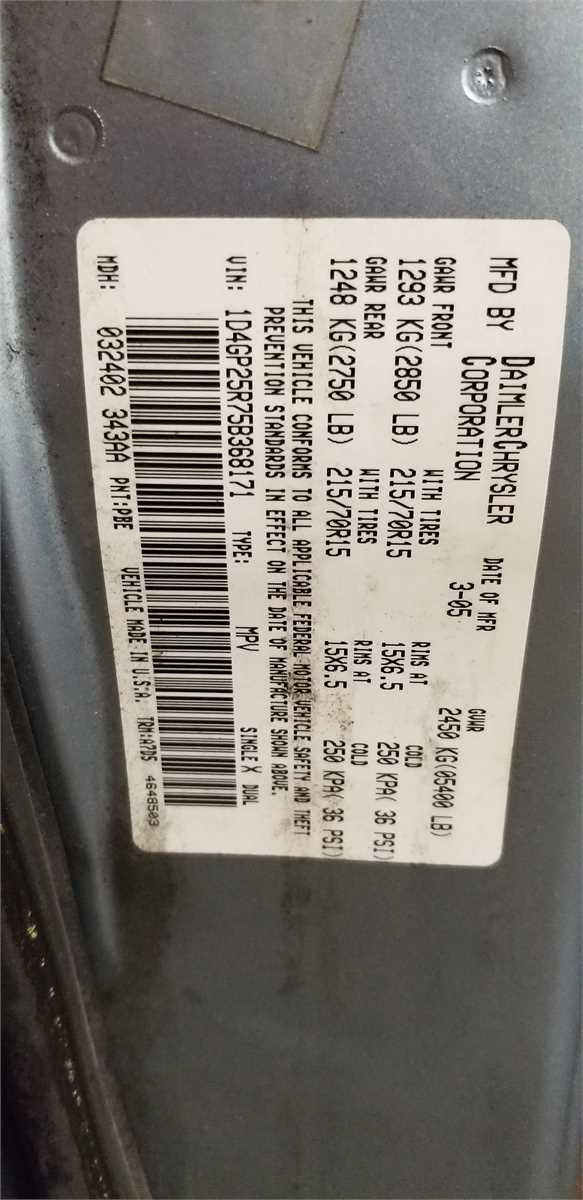 MFD BY DAIMLERCHRYSLER CORPORATION
DATE OF MFR 3-05
GVWR 2450 KG(05400 LB)
GAWR FRONT WITH TIRES RIMS AT COLD
1293 KG(2850 LB) 215/70R15 15X6.5 250 KPA( 36 PSI)
GAWR REAR WITH TIRES RIMS AT COLD
1248 KG(2750 LB) 215/70R15 15X6.5 250 KPA( 36 PSI)
THIS VEHICLE CONFORMS TO ALL APPLICABLE FEDERAL MOTOR VEHICLE SAFETY AND THEFT
PREVENTION STANDARDS IN EFFECT ON THE DATE OF MANUFACTURE SHOWN ABOVE.
VIN: 1D4GP25R75B368171 TYPE: MPV SINGLE X DUAL
MDH: 032402 343AA PNT:PBE VEHICLE MADE IN U.S.A. TRM:A7D5 4648503